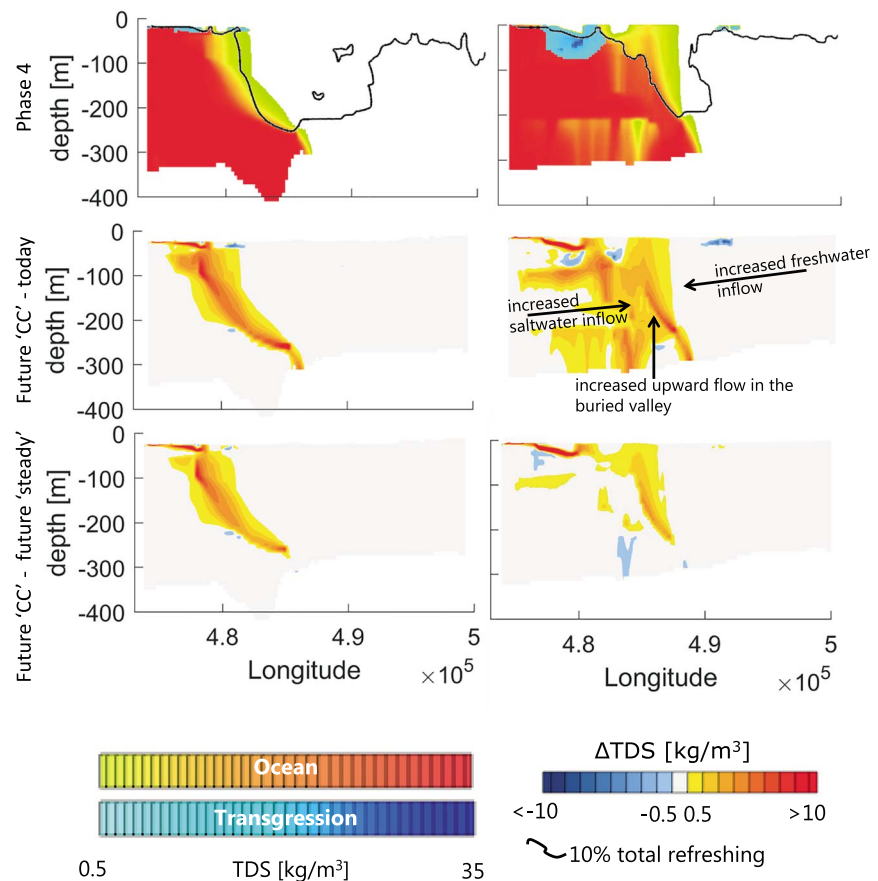 Phase 4
depth [m]
0
-100
-200
-300
-400
Future 'CC' - today
depth [m]
0
-100
-200
-300
-400
increased freshwater
inflow
increased
saltwater inflow
increased upward flow in the
buried valley
Future 'CC' - future 'steady'
depth [m]
0
-100
-200
-300
-400
4.8 4.9 5
Longitude ×10⁵
4.8 4.9 5
Longitude ×10⁵
Ocean
Transgression
0.5 TDS [kg/m³] 35
ΔTDS [kg/m³]
<-10 -0.5 0.5 >10
10% total refreshing